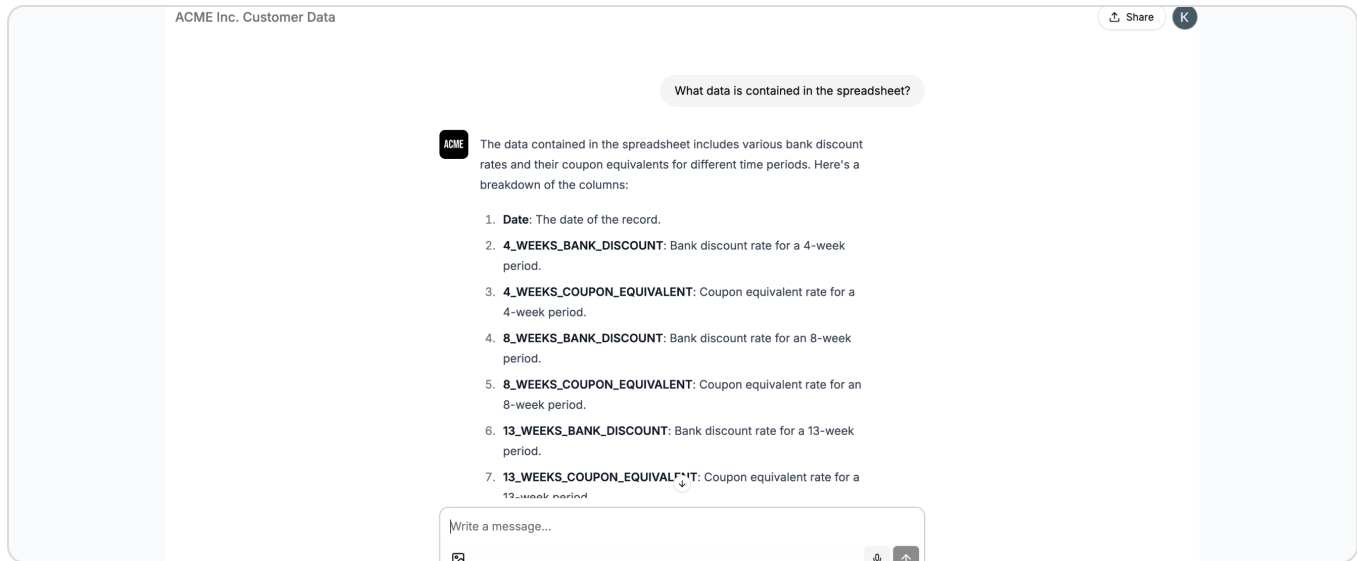 ACME Inc. Customer Data
Share
K
What data is contained in the spreadsheet?
ACME
The data contained in the spreadsheet includes various bank discount
rates and their coupon equivalents for different time periods. Here's a
breakdown of the columns:
1. Date: The date of the record.
2. 4_WEEKS_BANK_DISCOUNT: Bank discount rate for a 4-week
period.
3. 4_WEEKS_COUPON_EQUIVALENT: Coupon equivalent rate for a
4-week period.
4. 8_WEEKS_BANK_DISCOUNT: Bank discount rate for an 8-week
period.
5. 8_WEEKS_COUPON_EQUIVALENT: Coupon equivalent rate for an
8-week period.
6. 13_WEEKS_BANK_DISCOUNT: Bank discount rate for a 13-week
period.
7. 13_WEEKS_COUPON_EQUIVALENT: Coupon equivalent rate for a
13-week period
Write a message...